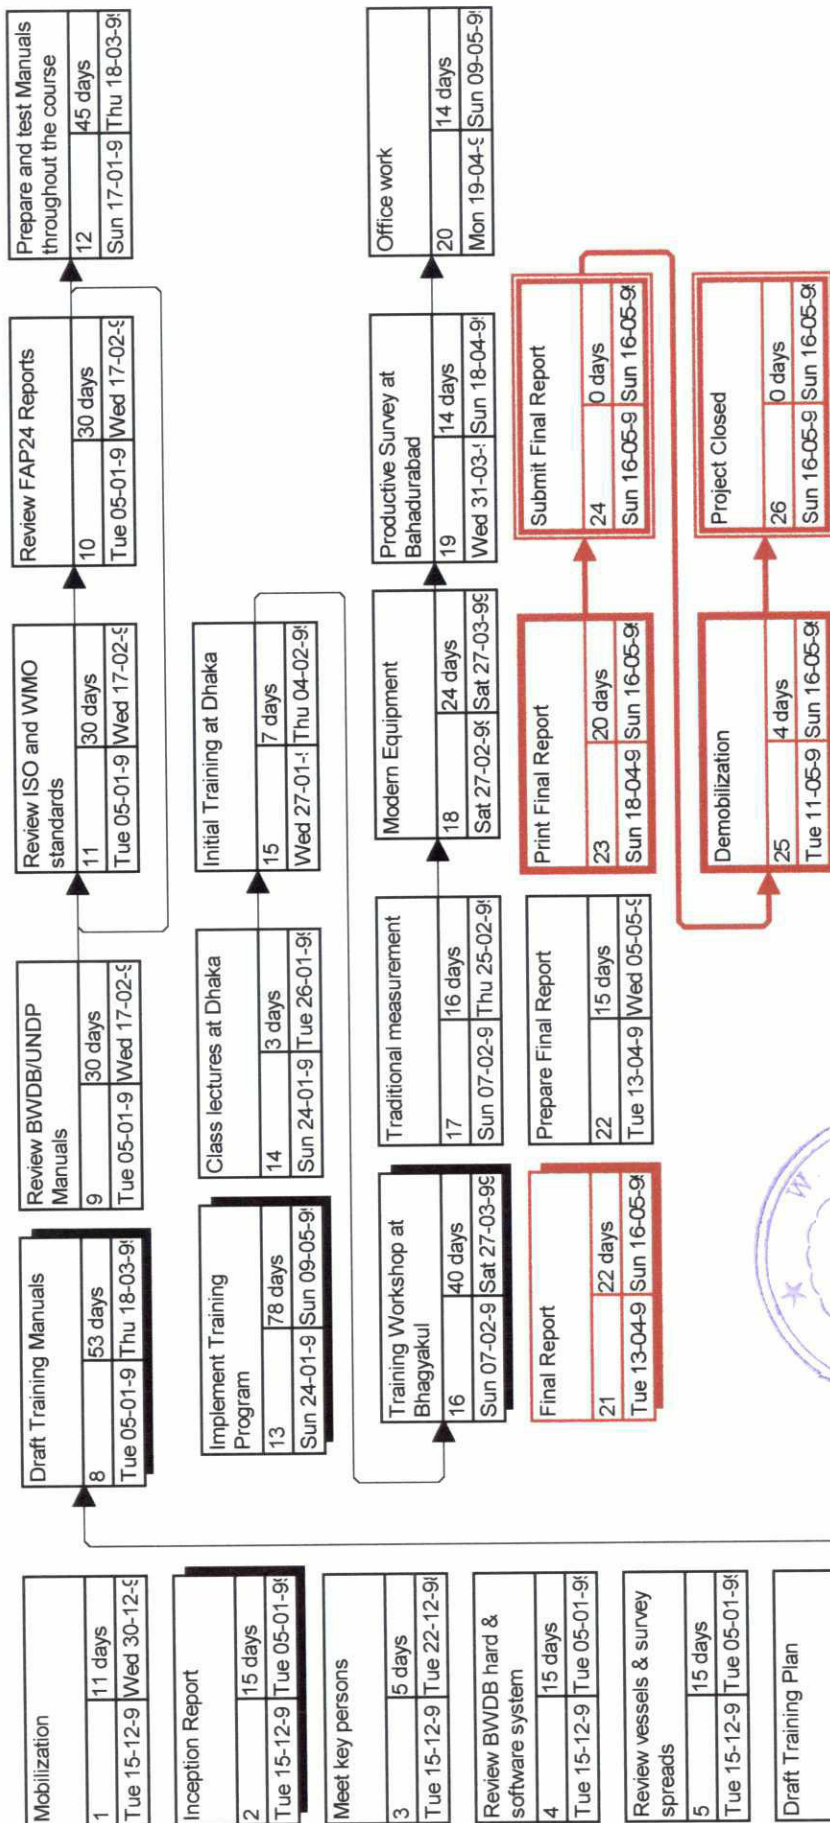 Mobilization
1 11 days
Tue 15-12-9 Wed 30-12-9
Inception Report
2 15 days
Tue 15-12-9 Tue 05-01-99
Meet key persons
3 5 days
Tue 15-12-9 Tue 22-12-98
Review BWDB hard &
software system
4 15 days
Tue 15-12-9 Tue 05-01-99
Review vessels & survey
spreads
5 15 days
Tue 15-12-9 Tue 05-01-99
Draft Training Plan
Draft Training Manuals
8 53 days
Tue 05-01-9 Thu 18-03-9
Review BWDB/UNDP
Manuals
9 30 days
Tue 05-01-9 Wed 17-02-9
Review ISO and WMO
standards
11 30 days
Tue 05-01-9 Wed 17-02-9
Review FAP24 Reports
10 30 days
Tue 05-01-9 Wed 17-02-9
Prepare and test Manuals
throughout the course
12 45 days
Sun 17-01-9 Thu 18-03-9
Implement Training
Program
13 78 days
Sun 24-01-9 Sun 09-05-9
Class lectures at Dhaka
14 3 days
Sun 24-01-9 Tue 26-01-99
Initial Training at Dhaka
15 7 days
Wed 27-01- Thu 04-02-9
Training Workshop at
Bhagyakul
16 40 days
Sun 07-02-9 Sat 27-03-99
Traditional measurement
17 16 days
Sun 07-02-9 Thu 25-02-9
Modern Equipment
18 24 days
Sat 27-02-9 Sat 27-03-99
Productive Survey at
Bahadurabad
19 14 days
Wed 31-03- Sun 18-04-9
Office work
20 14 days
Mon 19-04-9 Sun 09-05-9
Final Report
21 22 days
Tue 13-04-9 Sun 16-05-9
Prepare Final Report
22 15 days
Tue 13-04-9 Wed 05-05-9
Print Final Report
23 20 days
Sun 18-04-9 Sun 16-05-9
Submit Final Report
24 0 days
Sun 16-05-9 Sun 16-05-9
Demobilization
25 4 days
Tue 11-05-9 Sun 16-05-9
Project Closed
26 0 days
Sun 16-05-9 Sun 16-05-9
W